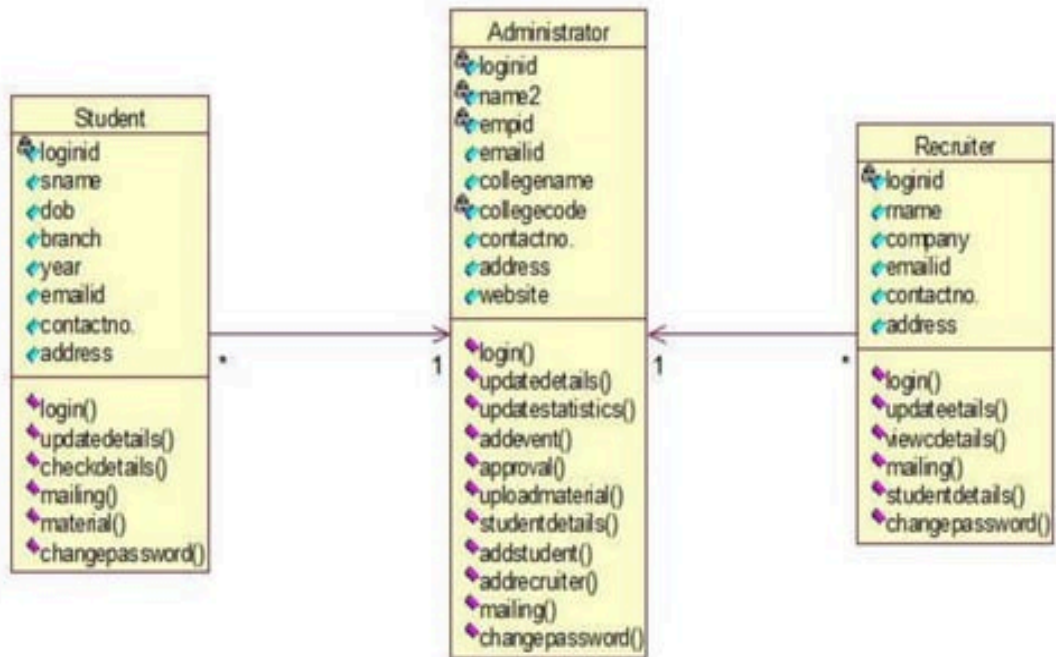 Student
loginid
sname
dob
branch
year
emailid
contactno.
address
login()
updatedetails()
checkdetails()
mailing()
material()
changepassword()
*
1
Administrator
loginid
name2
empid
emailid
collegename
collegecode
contactno.
address
website
login()
updatedetails()
updatestatistics()
addevent()
approval()
uploadmaterial()
studentdetails()
addstudent()
addrecruiter()
mailing()
changepassword()
1
*
Recruiter
loginid
rname
company
emailid
contactno.
address
login()
updateetails()
viewcdetails()
mailing()
studentdetails()
changepassword()